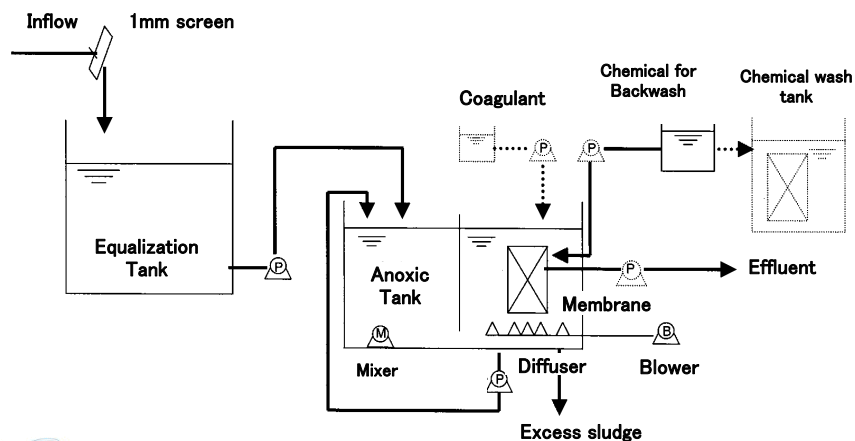 Inflow
1mm screen
Chemical for
Backwash
Chemical wash
tank
Coagulant
P
P
Equalization
Tank
P
Anoxic
Tank
P
Effluent
Membrane
M
B
Mixer
P
Diffuser
Blower
Excess sludge